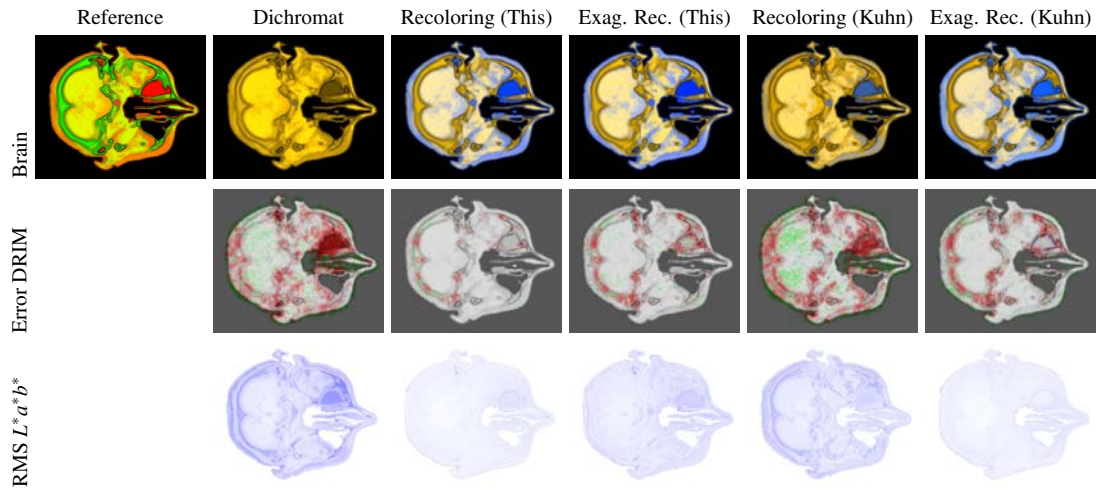 Reference Dichromat Recoloring (This) Exag. Rec. (This) Recoloring (Kuhn) Exag. Rec. (Kuhn)
Brain
Error DRIM
RMS L*a*b*